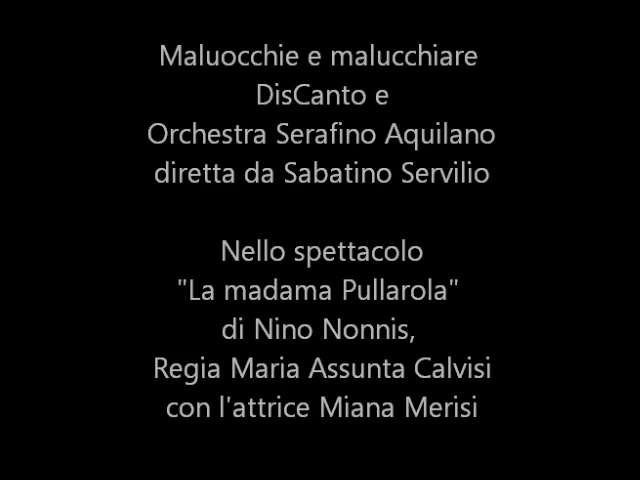 Maluocchie e malucchiare
DisCanto e
Orchestra Serafino Aquilano
diretta da Sabatino Servilio
Nello spettacolo
"La madama Pullarola"
di Nino Nonnis,
Regia Maria Assunta Calvisi
con l'attrice Miana Merisi